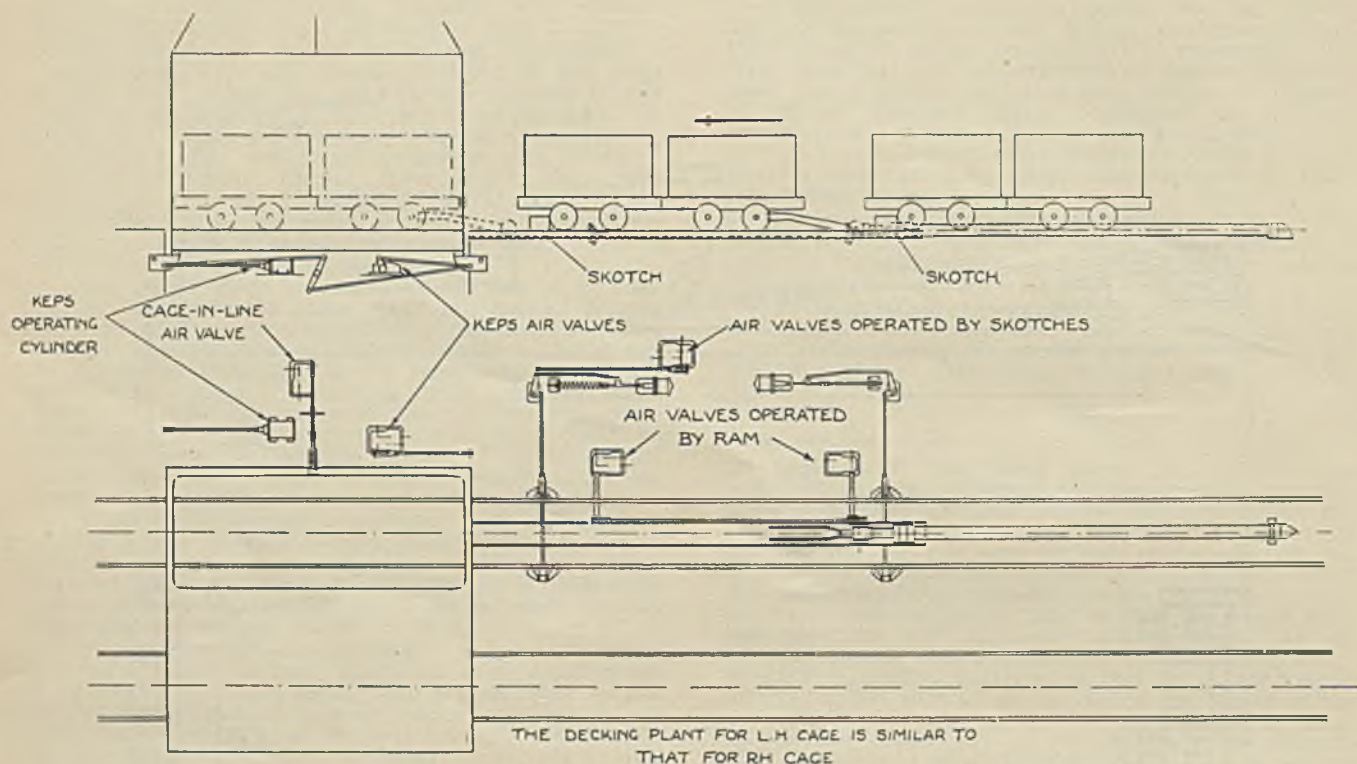 SKOTCH
SKOTCH
KEPS
OPERATING
CYLINDER
CAGE-IN-LINE
AIR VALVE
KEPS AIR VALVES
AIR VALVES OPERATED BY SKOTCHES
AIR VALVES OPERATED
BY RAM
THE DECKING PLANT FOR L.H CAGE IS SIMILAR TO
THAT FOR RH CAGE